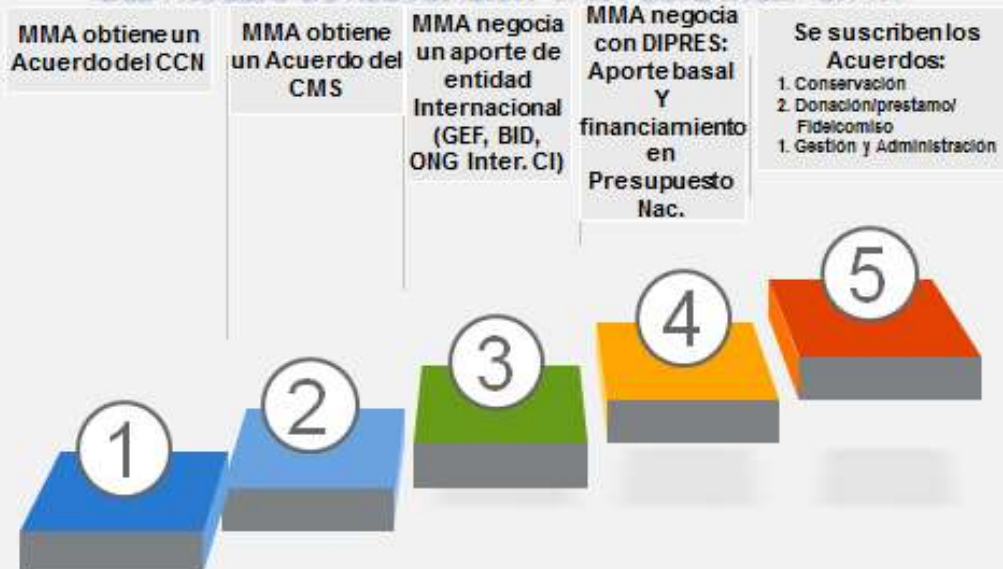 MMA obtiene un
Acuerdo del CCN
MMA obtiene
un Acuerdo del
CMS
MMA negocia
un aporte de
entidad
Internacional
(GEF, BID,
ONG Inter. CI)
MMA negocia
con DIPRES:
Aporte basal
Y
financiamiento
en
Presupuesto
Nac.
Se suscriben los
Acuerdos:
1. Conservación
2. Donación/prestamo/
Fideicomiso
1. Gestión y Administración
1
2
3
4
5